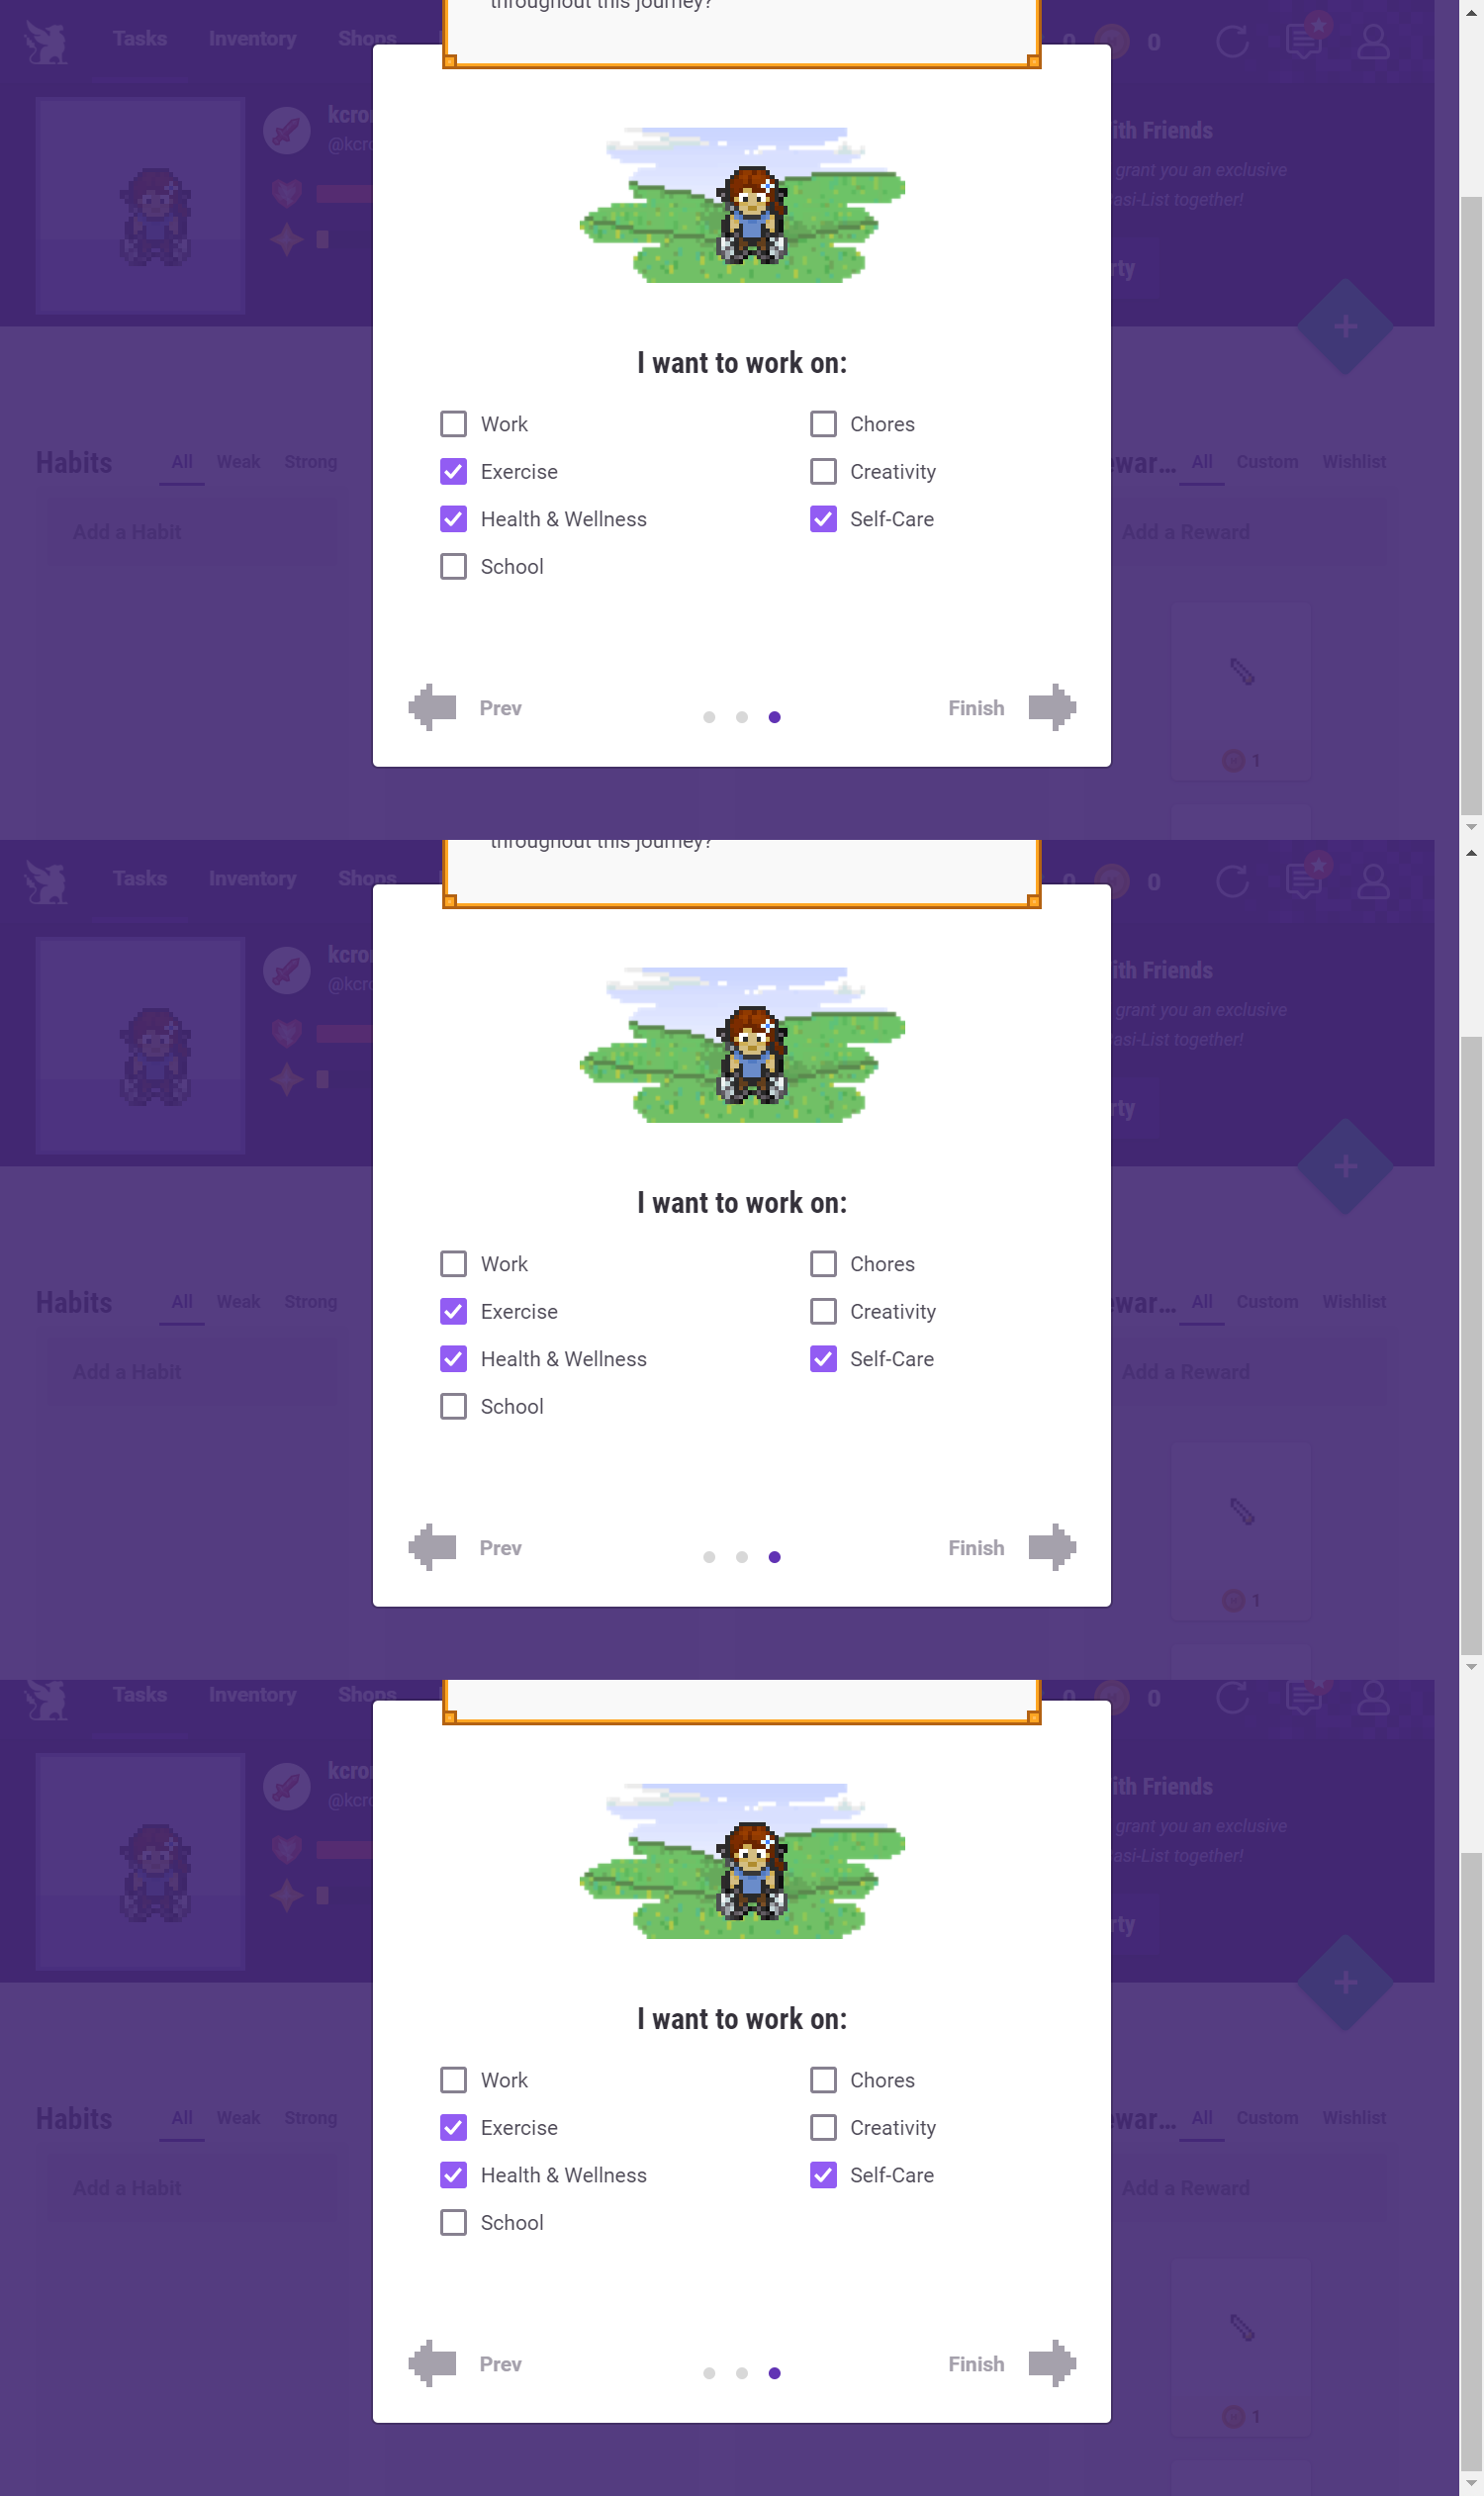 throughout this journey?
Tasks Inventory Shops 0 0
kcro
@kcro
ith Friends
grant you an exclusive
asi-List together!
rty
I want to work on:
Work Chores
Exercise Creativity
Health & Wellness Self-Care
School
Habits All Weak Strong
Add a Habit
ewar... All Custom Wishlist
Add a Reward
1
Prev Finish
throughout this journey?
Tasks Inventory Shops 0 0
kcro
@kcro
ith Friends
grant you an exclusive
asi-List together!
rty
I want to work on:
Work Chores
Exercise Creativity
Health & Wellness Self-Care
School
Habits All Weak Strong
Add a Habit
ewar... All Custom Wishlist
Add a Reward
1
Prev Finish
Tasks Inventory Shops 0 0
kcro
@kcro
ith Friends
grant you an exclusive
asi-List together!
rty
I want to work on:
Work Chores
Exercise Creativity
Health & Wellness Self-Care
School
Habits All Weak Strong
Add a Habit
ewar... All Custom Wishlist
Add a Reward
1
Prev Finish